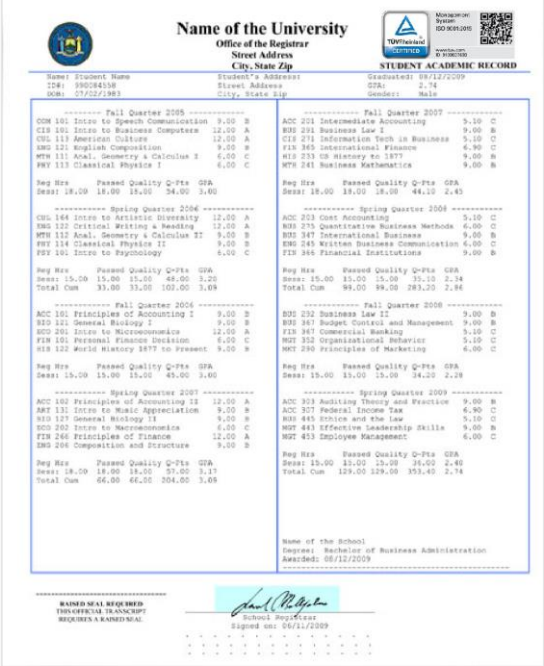 Name of the University
Office of the Registrar
Street Address
City, State Zip
TÜVRheinland
CERTIFIED
Management
System
ISO 9001:2015
www.tuv.com
STUDENT ACADEMIC RECORD
Name: Student Name
ID#: 990084558
DOB: 07/02/1983
Student's Address:
Street Address
City, State Zip
Graduated: 08/12/2009
GPA: 2.74
Gender: Male
Fall Quarter 2005
COM 101 Intro to Speech Communication 9.00 B
CIS 101 Intro to Business Computers 12.00 A
CUL 113 American Culture 12.00 A
ENG 121 English Composition 9.00 B
MTH 111 Anal. Geometry & Calculus I 6.00 C
PHY 113 Classical Physics I 6.00 C
Reg Hrs Passed Quality Q-Pts GPA
Sess: 18.00 18.00 18.00 54.00 3.00
Spring Quarter 2006
CUL 164 Intro to Artistic Diversity 12.00 A
ENG 122 Critical Writing & Reading 12.00 A
MTH 112 Anal. Geometry & Calculus II 9.00 B
PHY 114 Classical Physics II 9.00 B
PSY 101 Intro to Psychology 6.00 C
Reg Hrs Passed Quality Q-Pts GPA
Sess: 15.00 15.00 15.00 48.00 3.20
Total Cum 33.00 33.00 102.00 3.09
Fall Quarter 2006
ACC 101 Principles of Accounting I 9.00 B
BIO 121 General Biology I 9.00 B
ECO 201 Intro to Microeconomics 12.00 A
FIN 101 Personal Finance Decision 6.00 C
HIS 122 World History 1877 to Present 9.00 B
Reg Hrs Passed Quality Q-Pts GPA
Sess: 15.00 15.00 15.00 45.00 3.00
Spring Quarter 2007
ACC 102 Principles of Accounting II 12.00 A
ART 131 Intro to Music Appreciation 9.00 B
BIO 127 General Biology II 9.00 B
ECO 202 Intro to Macroeconomics 6.00 C
FIN 266 Principles of Finance 12.00 A
ENG 206 Composition and Structure 9.00 B
Reg Hrs Passed Quality Q-Pts GPA
Sess: 18.00 18.00 18.00 57.00 3.17
Total Cum 66.00 66.00 204.00 3.09
Fall Quarter 2007
ACC 201 Intermediate Accounting 5.10 C
BUS 291 Business Law I 9.00 B
CIS 271 Information Tech in Business 5.10 C
FIN 365 International Finance 6.90 C
HIS 233 US History to 1877 9.00 B
MTH 241 Business Mathematics 9.00 B
Reg Hrs Passed Quality Q-Pts GPA
Sess: 18.00 18.00 18.00 44.10 2.45
Spring Quarter 2008
ACC 203 Cost Accounting 5.10 C
BUS 275 Quantitative Business Methods 6.00 C
BUS 347 International Business 9.00 B
ENG 245 Written Business Communication 6.00 C
FIN 366 Financial Institutions 9.00 B
Reg Hrs Passed Quality Q-Pts GPA
Sess: 15.00 15.00 15.00 35.10 2.34
Total Cum 99.00 99.00 283.20 2.86
Fall Quarter 2008
BUS 292 Business Law II 9.00 B
BUS 367 Budget Control and Management 9.00 B
FIN 367 Commercial Banking 5.10 C
MGT 352 Organizational Behavior 5.10 C
MKT 290 Principles of Marketing 6.00 C
Reg Hrs Passed Quality Q-Pts GPA
Sess: 15.00 15.00 15.00 34.20 2.28
Spring Quarter 2009
ACC 303 Auditing Theory and Practice 9.00 B
ACC 307 Federal Income Tax 6.90 C
BUS 445 Ethics and the Law 5.10 C
MGT 443 Effective Leadership Skills 9.00 B
MGT 453 Employee Management 6.00 C
Reg Hrs Passed Quality Q-Pts GPA
Sess: 15.00 15.00 15.00 36.00 2.40
Total Cum 129.00 129.00 353.40 2.74
Name of the School
Degree: Bachelor of Business Administration
Awarded: 08/12/2009
RAISED SEAL REQUIRED
THIS OFFICIAL TRANSCRIPT
REQUIRES A RAISED SEAL
School Registrar
Signed on: 06/11/2009